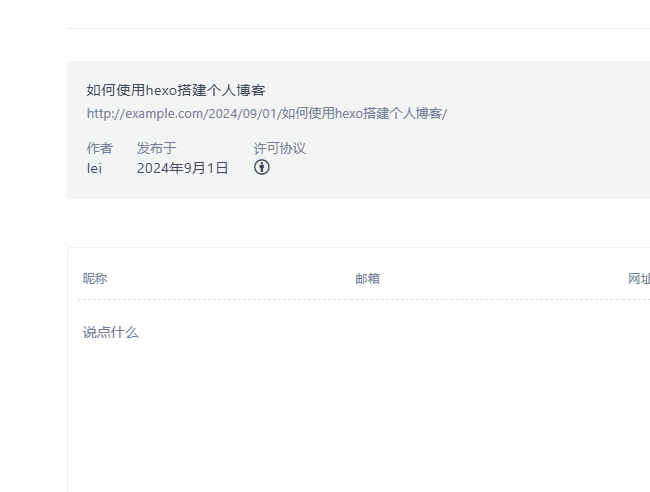 如何使用hexo搭建个人博客
http://example.com/2024/09/01/如何使用hexo搭建个人博客/
作者 发布于 许可协议
lei 2024年9月1日
昵称 邮箱 网址
说点什么